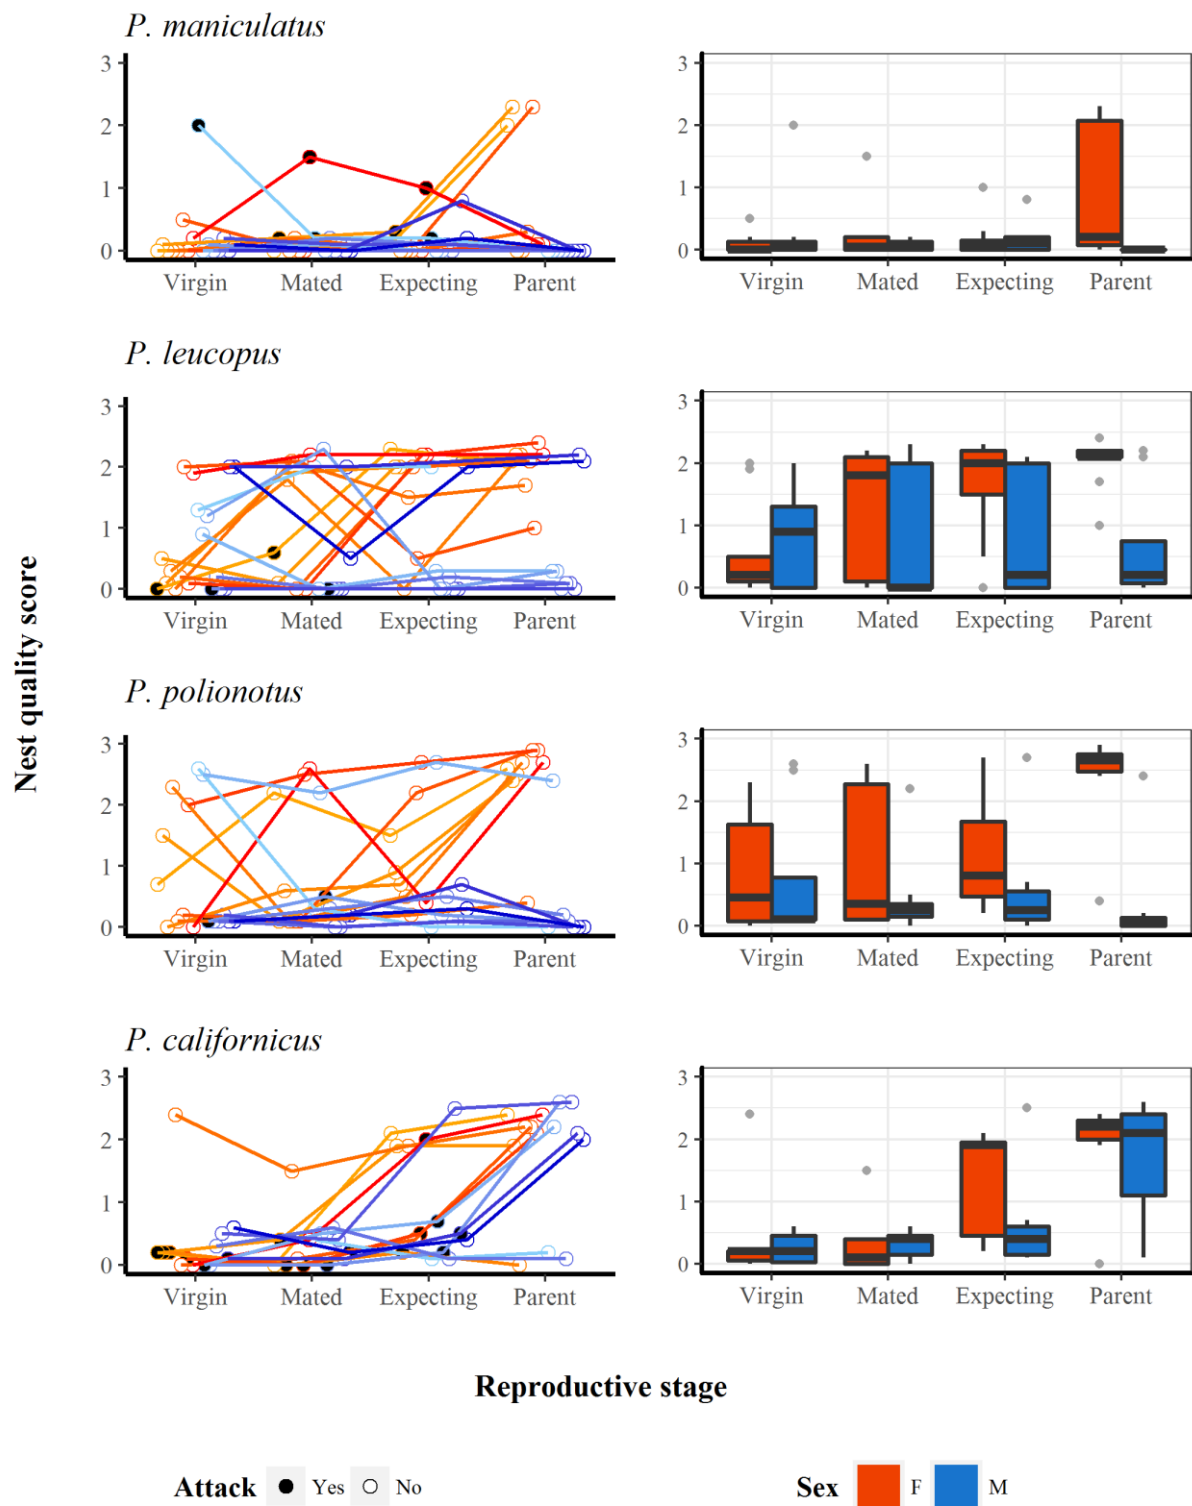 P. maniculatus
3
2
1
0
Virgin Mated Expecting Parent
3
2
1
0
Virgin Mated Expecting Parent
P. leucopus
3
2
1
0
Virgin Mated Expecting Parent
3
2
1
0
Virgin Mated Expecting Parent
Nest quality score
P. polionotus
3
2
1
0
Virgin Mated Expecting Parent
3
2
1
0
Virgin Mated Expecting Parent
P. californicus
3
2
1
0
Virgin Mated Expecting Parent
3
2
1
0
Virgin Mated Expecting Parent
Reproductive stage
Attack Yes No
Sex F M